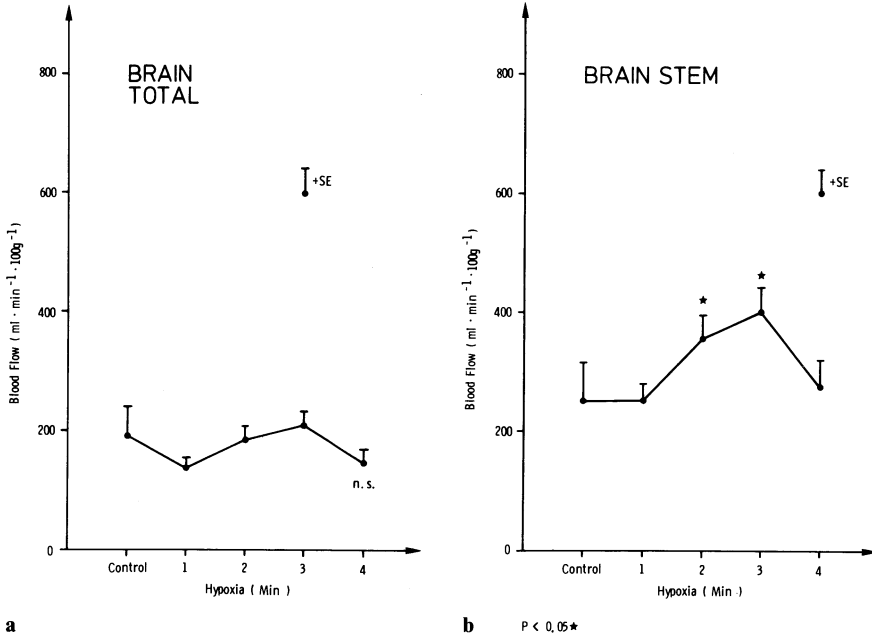 BRAIN
TOTAL
800
600
400
200
0
+SE
n.s.
Blood Flow ( ml · min⁻¹ · 100g⁻¹)
Control 1 2 3 4
Hypoxia ( Min )
a
BRAIN STEM
800
600
400
200
0
+SE
★
★
Blood Flow ( ml · min⁻¹ · 100g⁻¹)
Control 1 2 3 4
Hypoxia ( Min )
b P < 0,05★